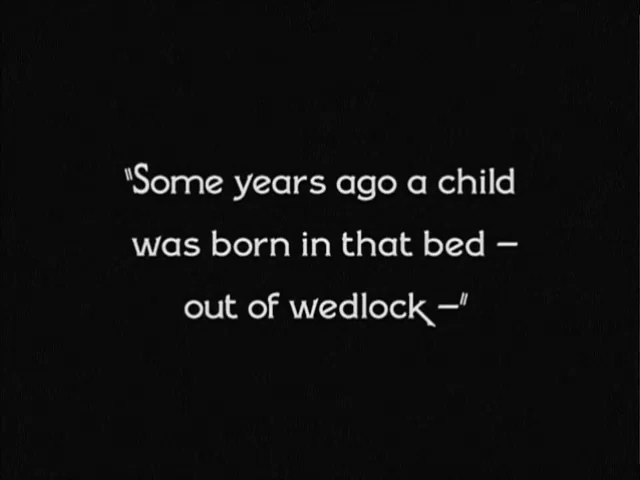 "Some years ago a child
was born in that bed —
out of wedlock —"